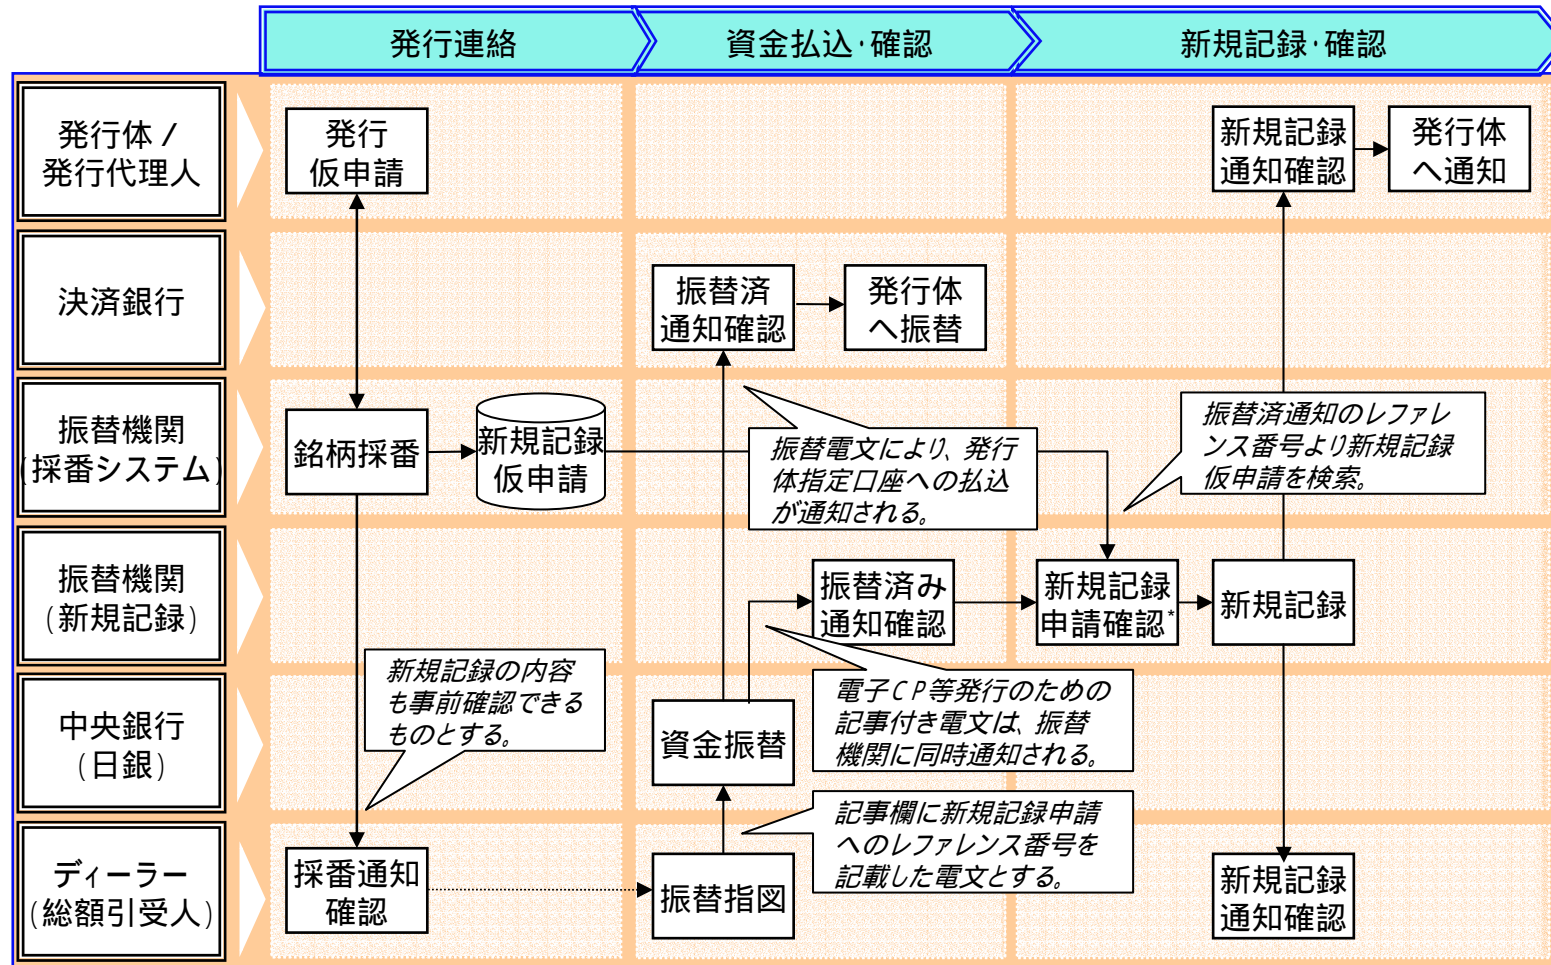 発行連絡
資金払込・確認
新規記録・確認
発行体 /
発行代理人
発行
仮申請
新規記録
通知確認
発行体
へ通知
決済銀行
振替済
通知確認
発行体
へ振替
振替機関
(採番システム)
銘柄採番
新規記録
仮申請
振替電文により、発行
体指定口座への払込
が通知される。
振替済通知のレファレ
ンス番号より新規記録
仮申請を検索。
振替機関
(新規記録)
振替済み
通知確認
新規記録
申請確認*
新規記録
新規記録の内容
も事前確認できる
ものとする。
中央銀行
(日銀)
資金振替
電子CP等発行のための
記事付き電文は、振替
機関に同時通知される。
ディーラー
(総額引受人)
採番通知
確認
振替指図
記事欄に新規記録申請
へのレファレンス番号を
記載した電文とする。
新規記録
通知確認